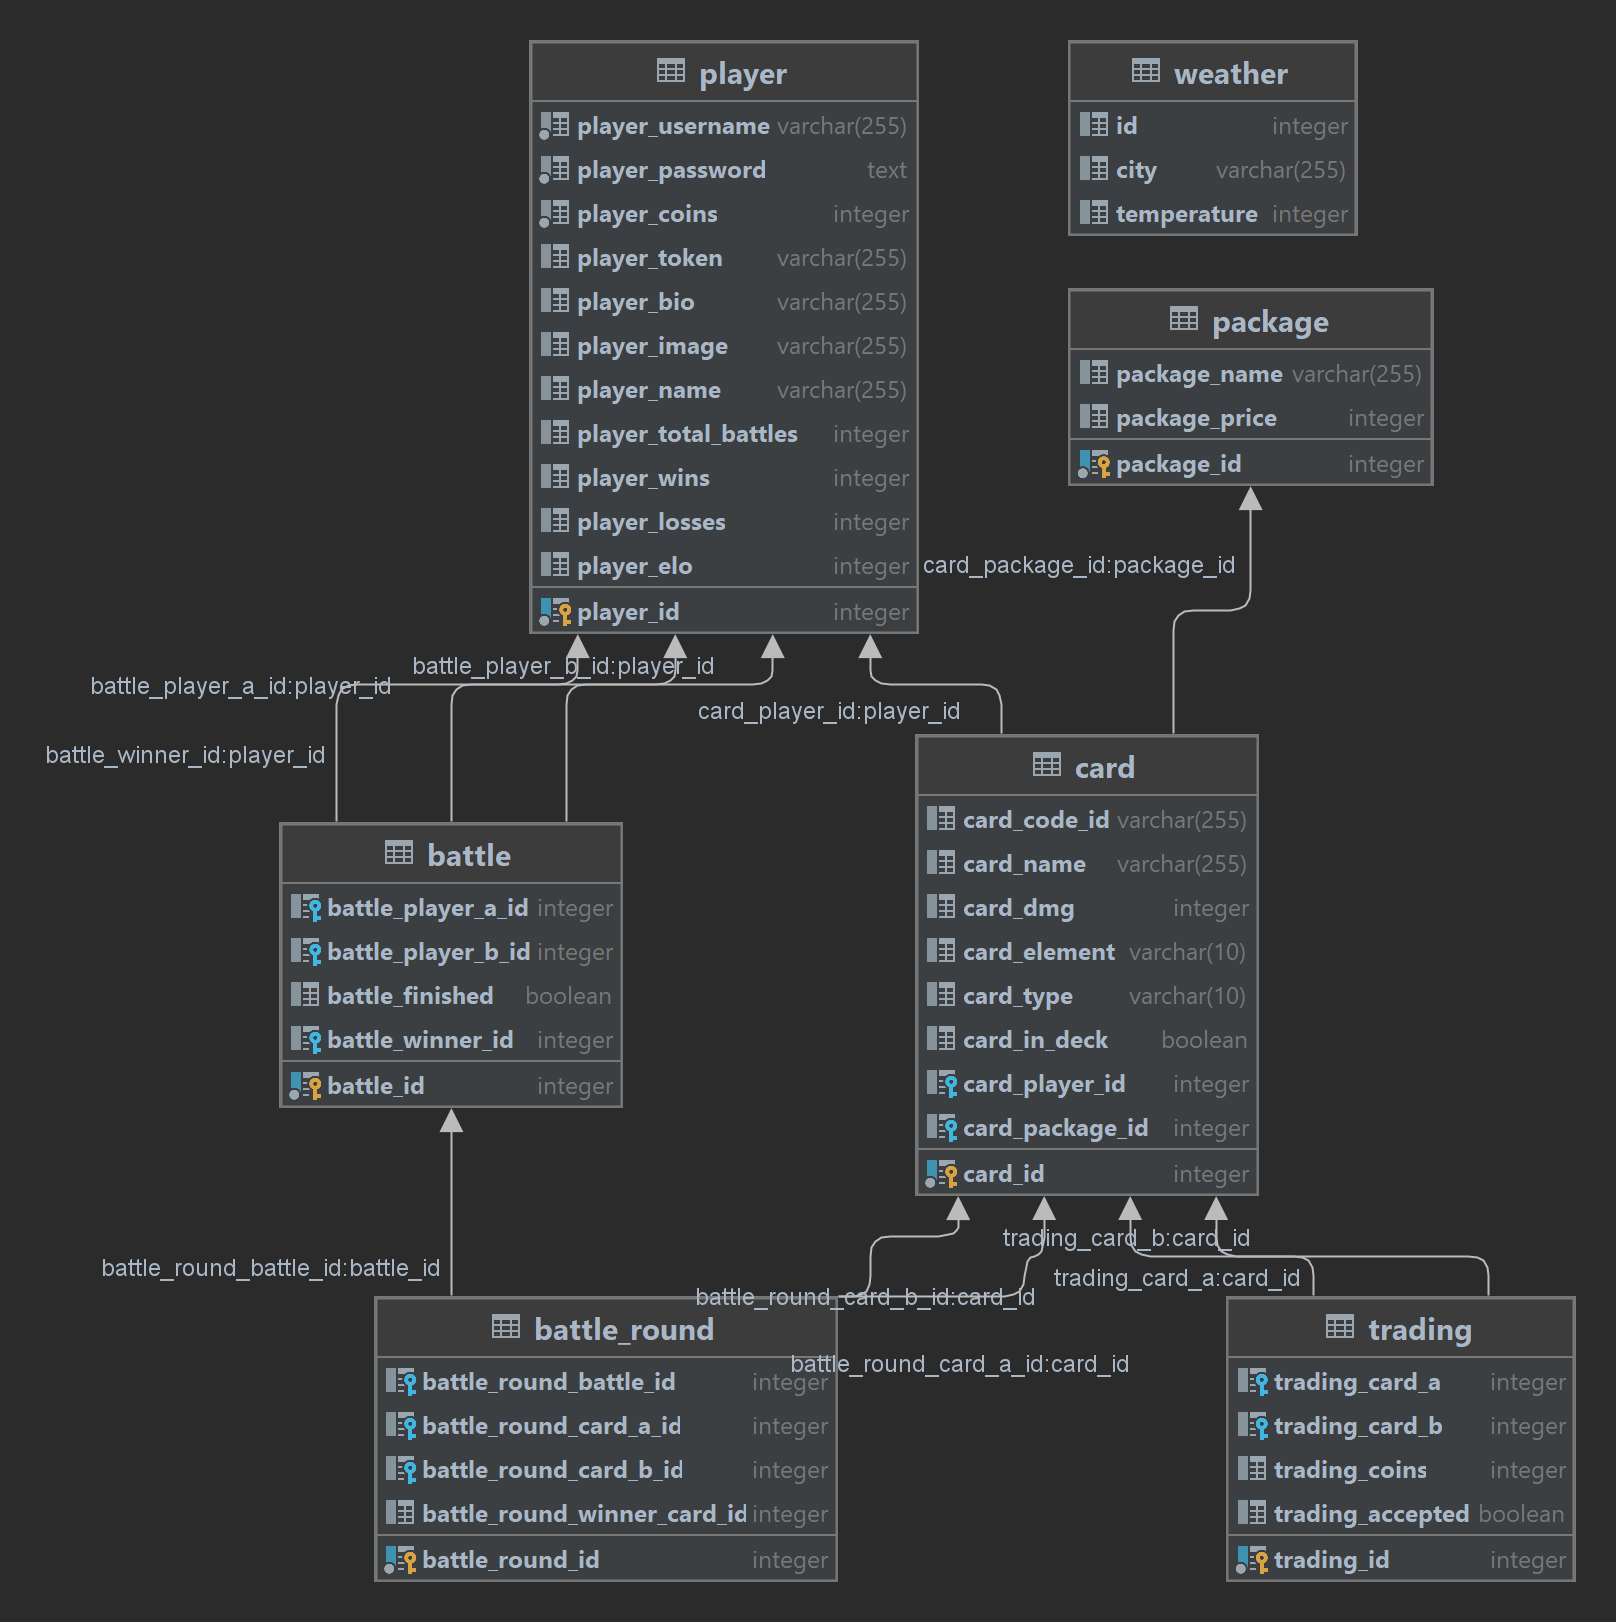 player
player_username varchar(255)
player_password text
player_coins integer
player_token varchar(255)
player_bio varchar(255)
player_image varchar(255)
player_name varchar(255)
player_total_battles integer
player_wins integer
player_losses integer
player_elo integer
player_id integer
weather
id integer
city varchar(255)
temperature integer
package
package_name varchar(255)
package_price integer
package_id integer
card_package_id:package_id
battle_player_b_id:player_id
battle_player_a_id:player_id
card_player_id:player_id
battle_winner_id:player_id
battle
battle_player_a_id integer
battle_player_b_id integer
battle_finished boolean
battle_winner_id integer
battle_id integer
card
card_code_id varchar(255)
card_name varchar(255)
card_dmg integer
card_element varchar(10)
card_type varchar(10)
card_in_deck boolean
card_player_id integer
card_package_id integer
card_id integer
trading_card_b:card_id
battle_round_battle_id:battle_id
trading_card_a:card_id
battle_round_card_b_id:card_id
battle_round_card_a_id:card_id
battle_round
battle_round_battle_id integer
battle_round_card_a_id integer
battle_round_card_b_id integer
battle_round_winner_card_id integer
battle_round_id integer
trading
trading_card_a integer
trading_card_b integer
trading_coins integer
trading_accepted boolean
trading_id integer